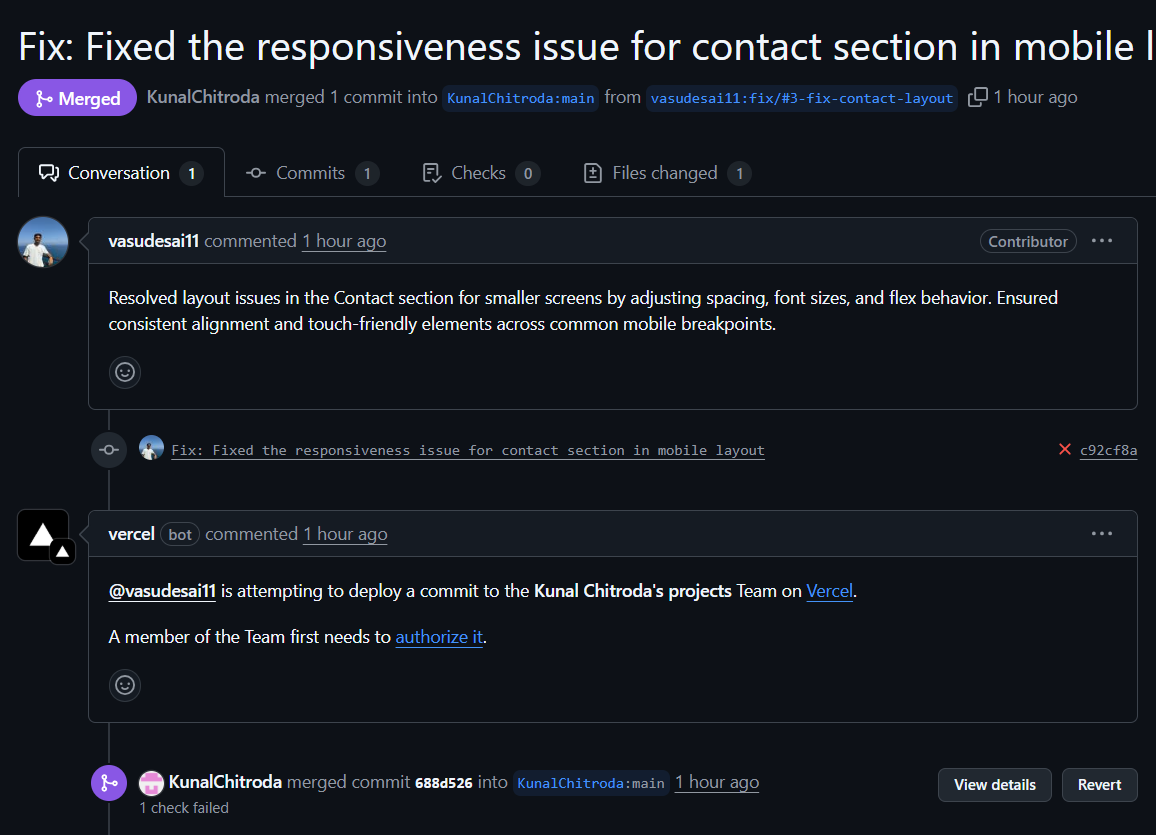 Fix: Fixed the responsiveness issue for contact section in mobile l
Merged KunalChitroda merged 1 commit into KunalChitroda:main from vasudesai11:fix/#3-fix-contact-layout 1 hour ago
Conversation 1 Commits 1 Checks 0 Files changed 1
vasudesai11 commented 1 hour ago Contributor
Resolved layout issues in the Contact section for smaller screens by adjusting spacing, font sizes, and flex behavior. Ensured
consistent alignment and touch-friendly elements across common mobile breakpoints.
Fix: Fixed the responsiveness issue for contact section in mobile layout c92cf8a
vercel bot commented 1 hour ago
@vasudesai11 is attempting to deploy a commit to the Kunal Chitroda's projects Team on Vercel.
A member of the Team first needs to authorize it.
KunalChitroda merged commit 688d526 into KunalChitroda:main 1 hour ago View details Revert
1 check failed